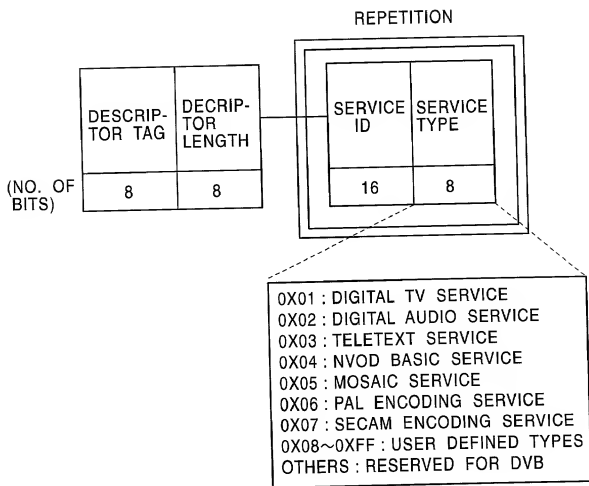 REPETITION
DESCRIP-
TOR TAG
DECRIP-
TOR
LENGTH
SERVICE
ID
SERVICE
TYPE
(NO. OF
BITS)
8
8
16
8
0X01 : DIGITAL TV SERVICE
0X02 : DIGITAL AUDIO SERVICE
0X03 : TELETEXT SERVICE
0X04 : NVOD BASIC SERVICE
0X05 : MOSAIC SERVICE
0X06 : PAL ENCODING SERVICE
0X07 : SECAM ENCODING SERVICE
0X08~0XFF : USER DEFINED TYPES
OTHERS : RESERVED FOR DVB